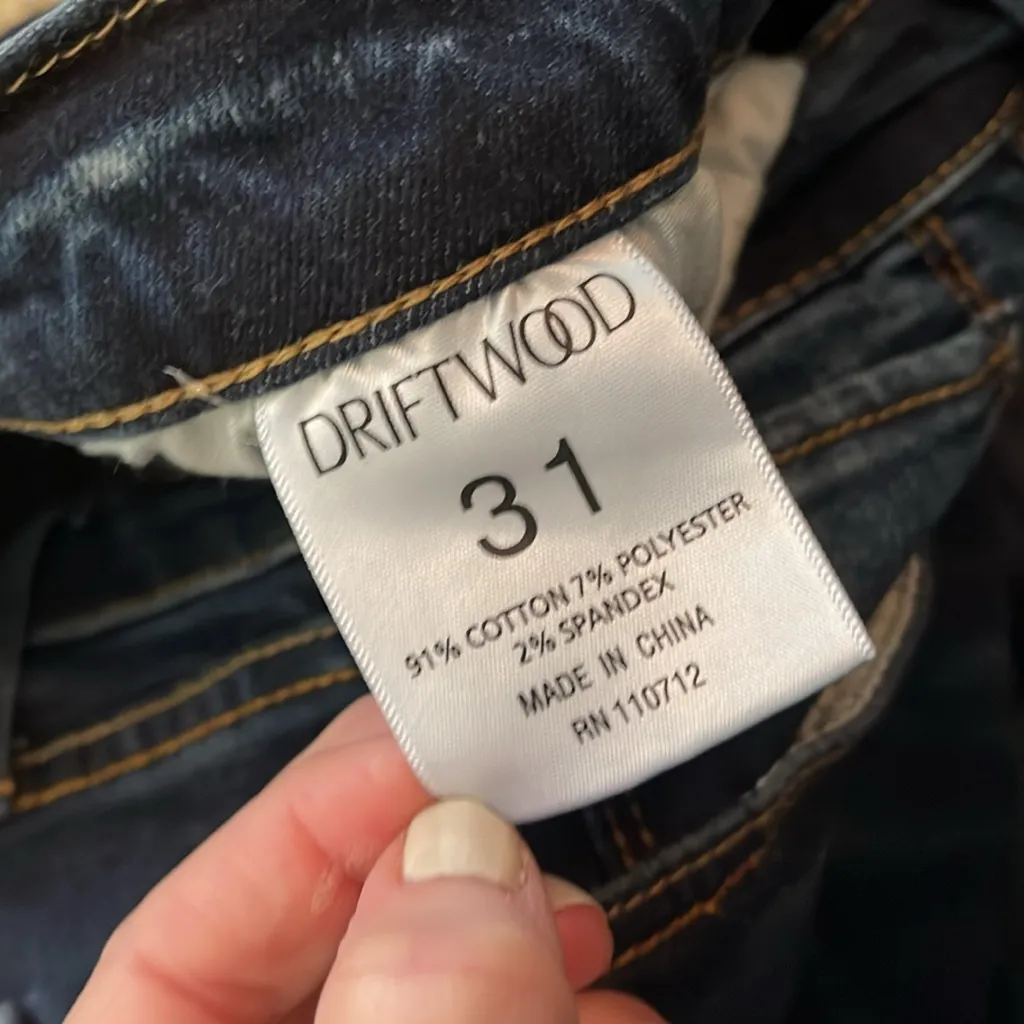 DRIFTWOOD
31
91% COTTON 7% POLYESTER
2% SPANDEX
MADE IN CHINA
RN 110712